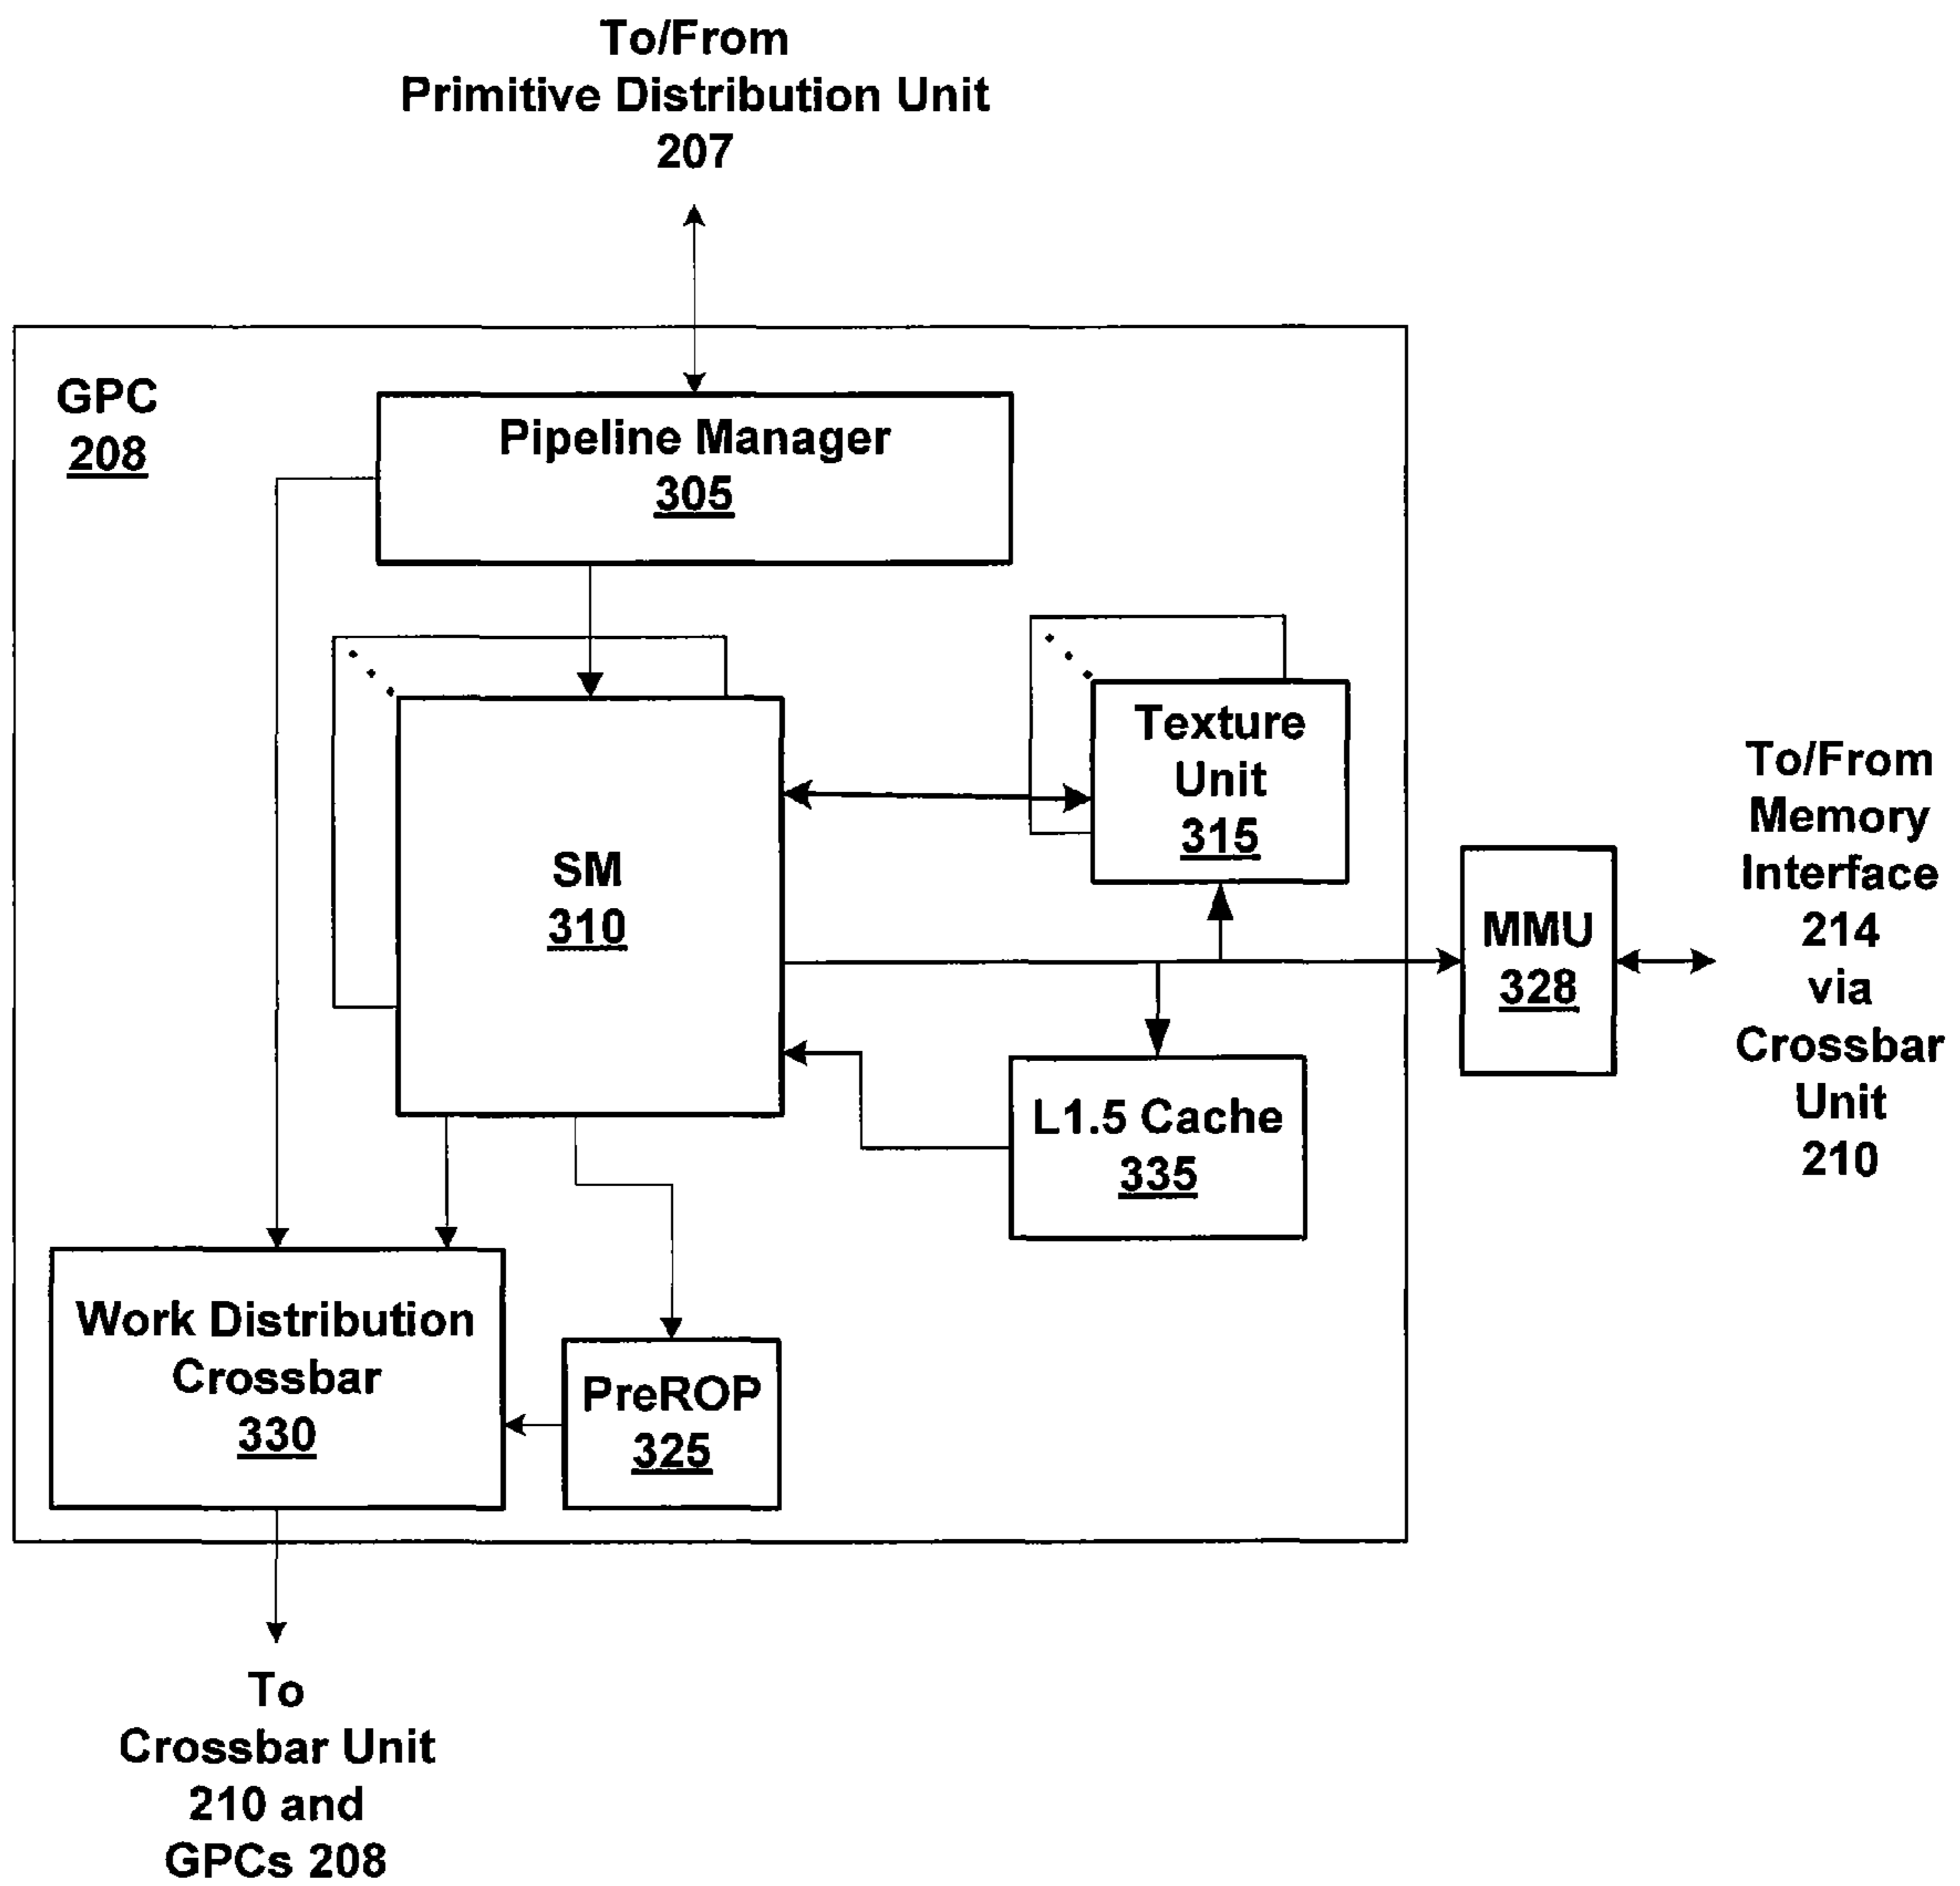 To/From
Primitive Distribution Unit
207
GPC
208
Pipeline Manager
305
Texture
Unit
315
SM
310
To/From
Memory
Interface
214
via
Crossbar
Unit
210
MMU
328
L1.5 Cache
335
Work Distribution
Crossbar
330
PreROP
325
To
Crossbar Unit
210 and
GPCs 208